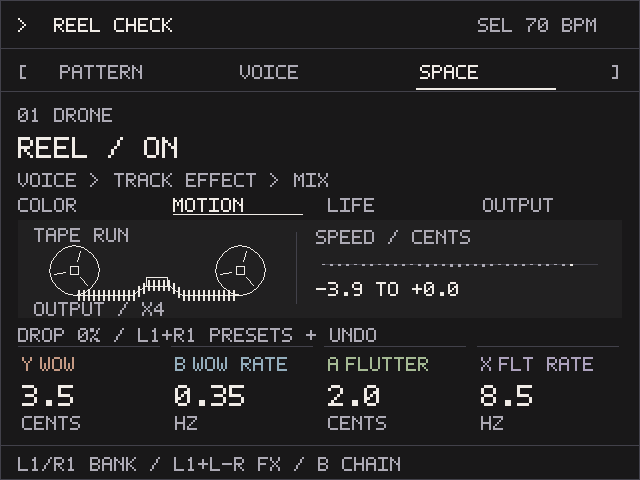 > REEL CHECK SEL 70 BPM
[ PATTERN VOICE SPACE ]
01 DRONE
REEL / ON
VOICE > TRACK EFFECT > MIX
COLOR MOTION LIFE OUTPUT
TAPE RUN
SPEED / CENTS
-3.9 TO +0.0
OUTPUT / X4
DROP 0% / L1+R1 PRESETS + UNDO
Y WOW B WOW RATE A FLUTTER X FLT RATE
3.5 0.35 2.0 8.5
CENTS HZ CENTS HZ
L1/R1 BANK / L1+L-R FX / B CHAIN